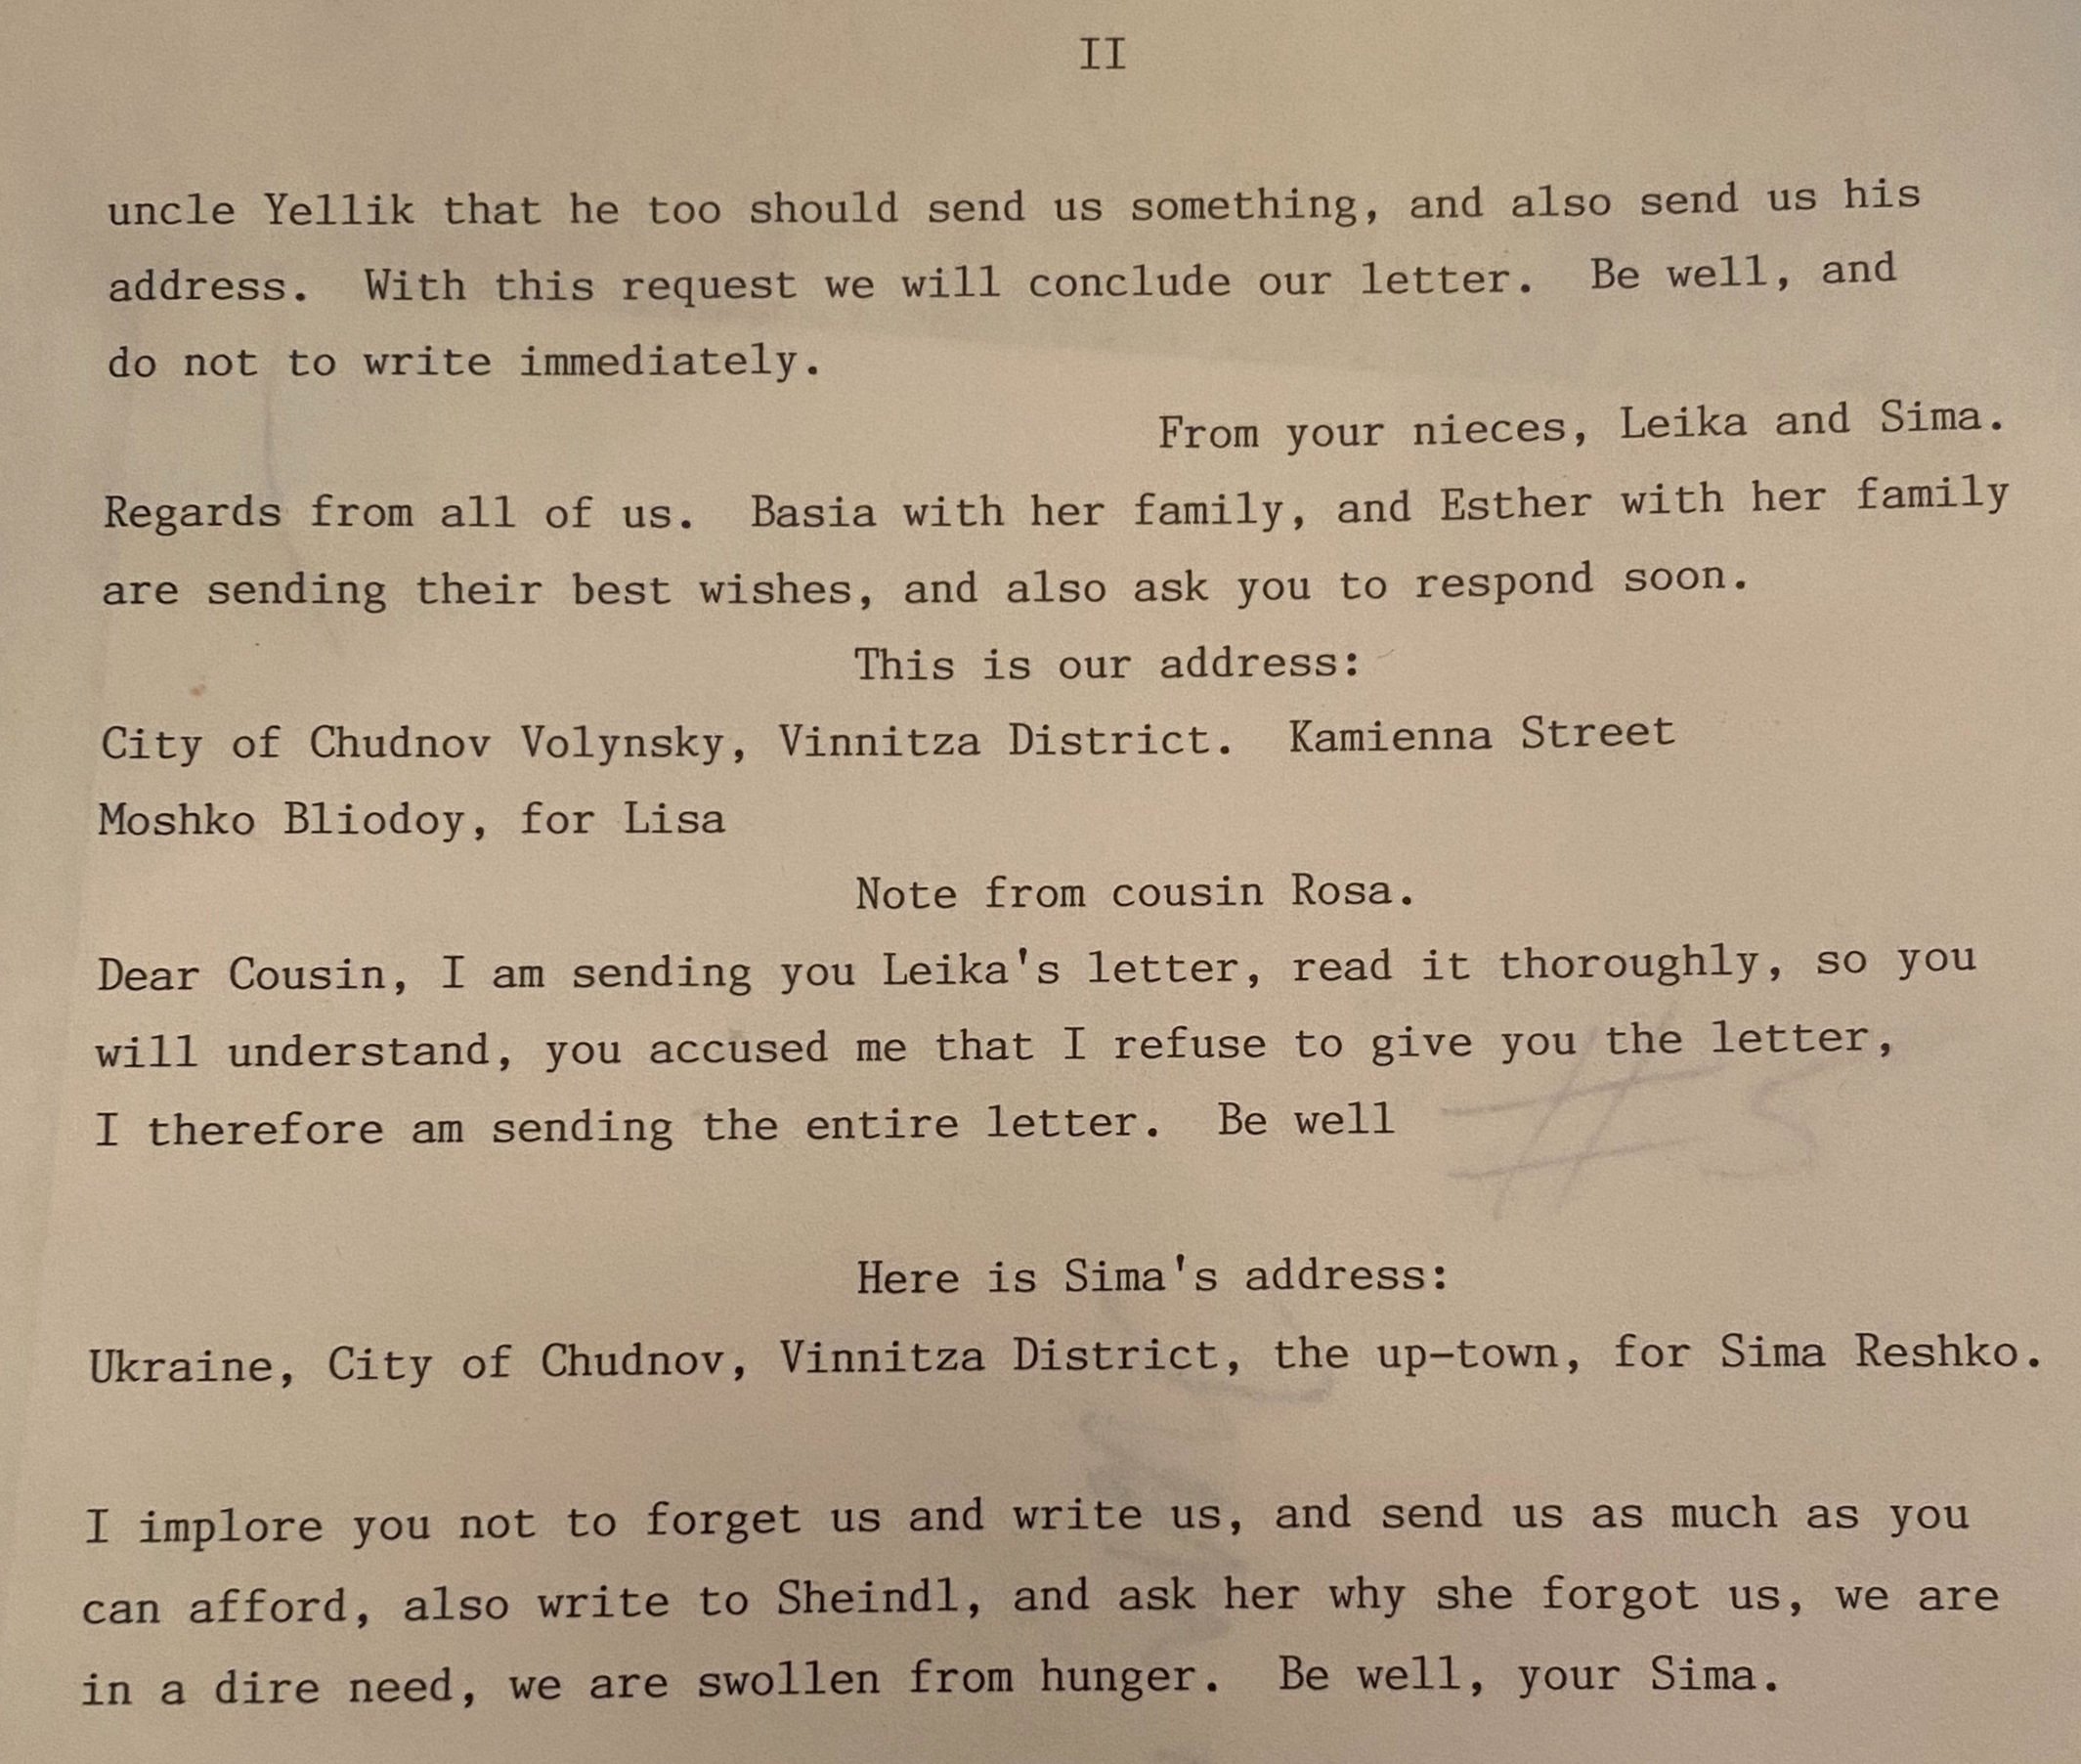 II
uncle Yellik that he too should send us something, and also send us his
address.  With this request we will conclude our letter.  Be well, and
do not to write immediately.
From your nieces, Leika and Sima.
Regards from all of us.  Basia with her family, and Esther with her family
are sending their best wishes, and also ask you to respond soon.
This is our address:
City of Chudnov Volynsky, Vinnitza District.  Kamienna Street
Moshko Bliodoy, for Lisa
Note from cousin Rosa.
Dear Cousin, I am sending you Leika's letter, read it thoroughly, so you
will understand, you accused me that I refuse to give you the letter,
I therefore am sending the entire letter.  Be well
#5
Here is Sima's address:
Ukraine, City of Chudnov, Vinnitza District, the up-town, for Sima Reshko.
I implore you not to forget us and write us, and send us as much as you
can afford, also write to Sheindl, and ask her why she forgot us, we are
in a dire need, we are swollen from hunger.  Be well, your Sima.